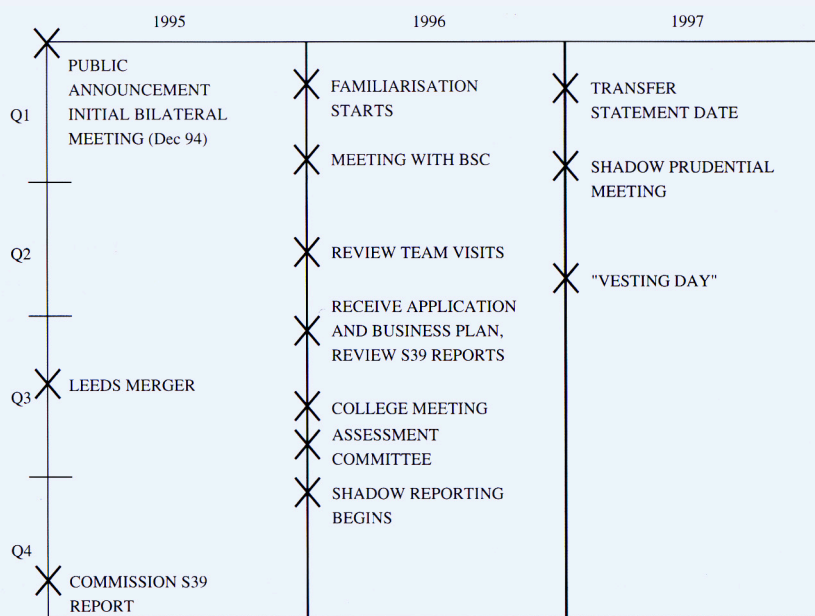 1995
1996
1997
Q1
Q2
Q3
Q4
PUBLIC
ANNOUNCEMENT
INITIAL BILATERAL
MEETING (Dec 94)
LEEDS MERGER
COMMISSION S39
REPORT
FAMILIARISATION
STARTS
MEETING WITH BSC
REVIEW TEAM VISITS
RECEIVE APPLICATION
AND BUSINESS PLAN,
REVIEW S39 REPORTS
COLLEGE MEETING
ASSESSMENT
COMMITTEE
SHADOW REPORTING
BEGINS
TRANSFER
STATEMENT DATE
SHADOW PRUDENTIAL
MEETING
"VESTING DAY"